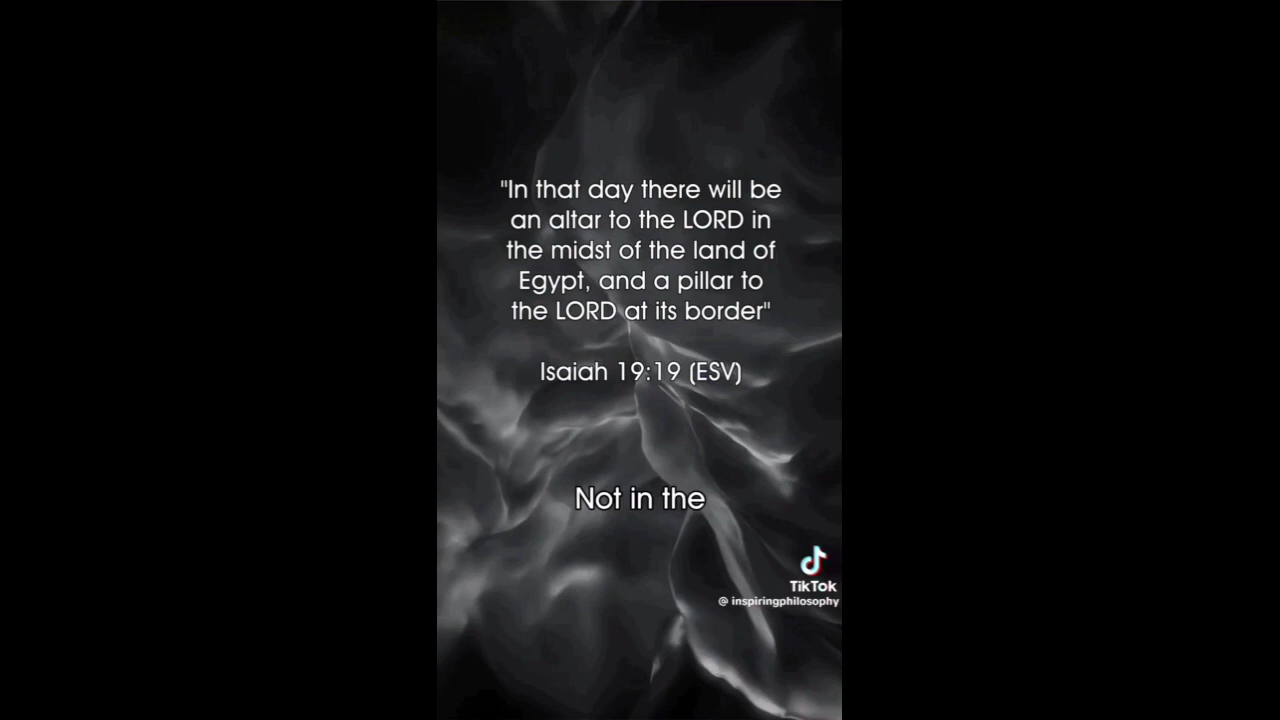 "In that day there will be
an altar to the LORD in
the midst of the land of
Egypt, and a pillar to
the LORD at its border"
Isaiah 19:19 (ESV)
Not in the
TikTok
@ inspiringphilosophy